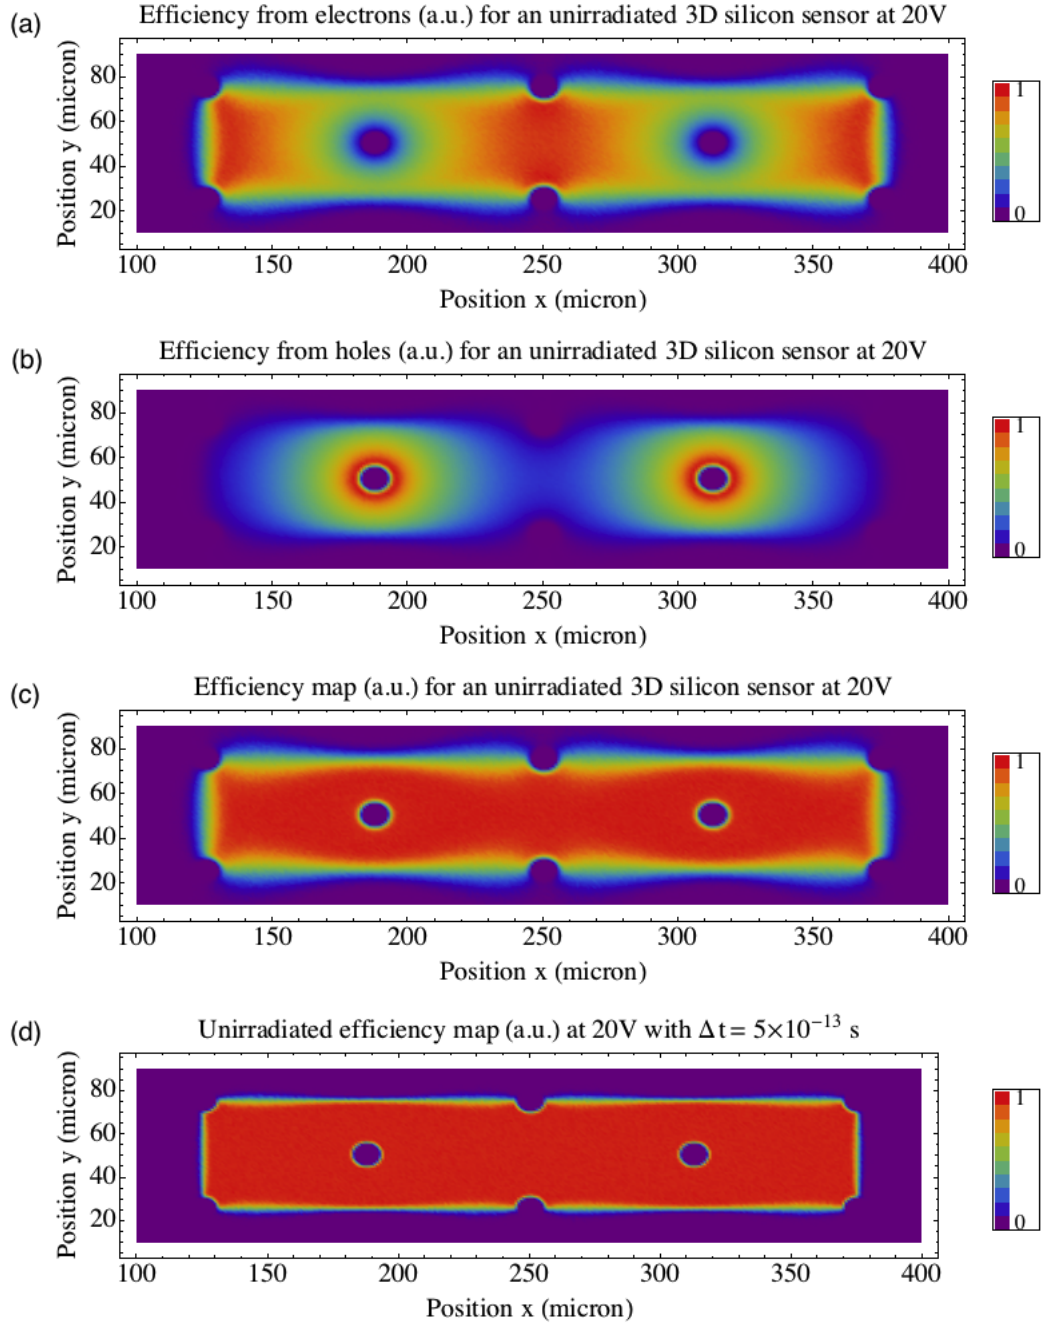 (a) Efficiency from electrons (a.u.) for an unirradiated 3D silicon sensor at 20V
Position y (micron)
80
60
40
20
100 150 200 250 300 350 400
Position x (micron)
1
0
(b) Efficiency from holes (a.u.) for an unirradiated 3D silicon sensor at 20V
Position y (micron)
80
60
40
20
100 150 200 250 300 350 400
Position x (micron)
1
0
(c) Efficiency map (a.u.) for an unirradiated 3D silicon sensor at 20V
Position y (micron)
80
60
40
20
100 150 200 250 300 350 400
Position x (micron)
1
0
(d) Unirradiated efficiency map (a.u.) at 20V with Δt = 5×10⁻¹³ s
Position y (micron)
80
60
40
20
100 150 200 250 300 350 400
Position x (micron)
1
0